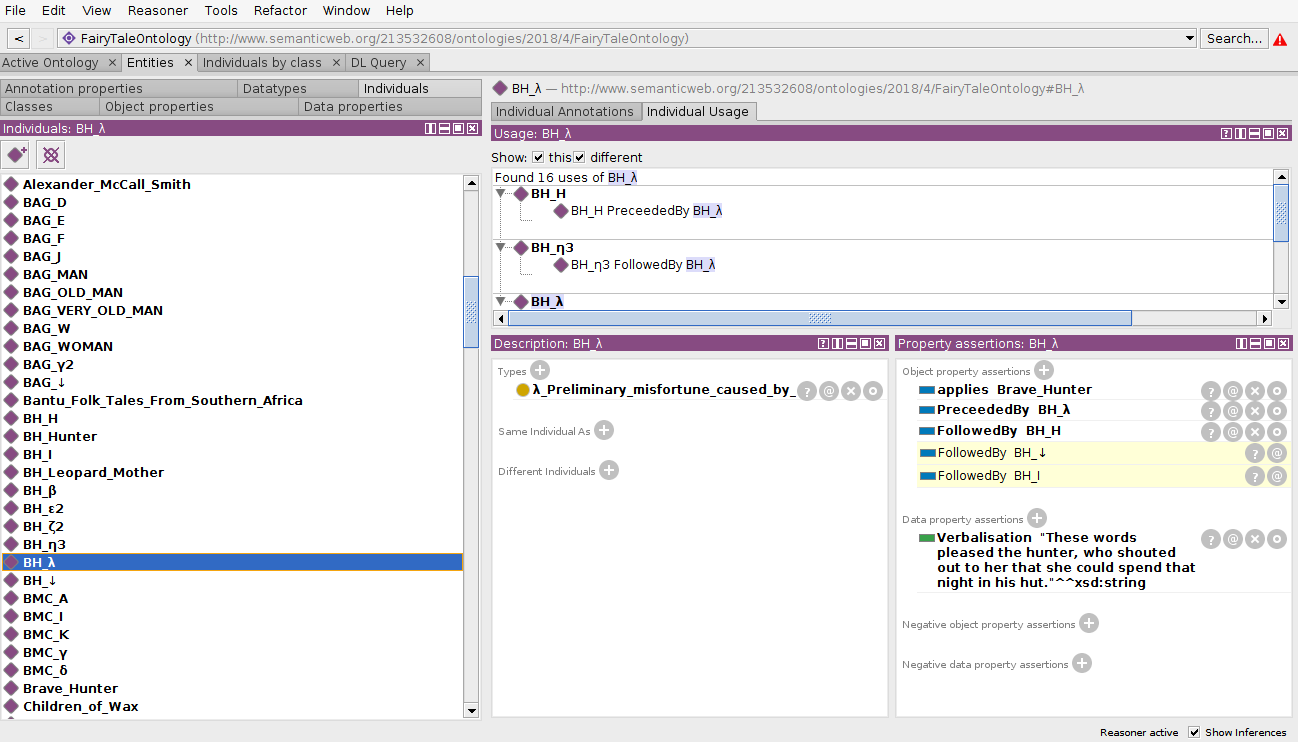 File Edit View Reasoner Tools Refactor Window Help
< > FairyTaleOntology (http://www.semanticweb.org/213532608/ontologies/2018/4/FairyTaleOntology) Search...
Active Ontology × Entities × Individuals by class × DL Query ×
Annotation properties Datatypes Individuals
Classes Object properties Data properties
Individuals: BH_λ
Alexander_McCall_Smith
BAG_D
BAG_E
BAG_F
BAG_J
BAG_MAN
BAG_OLD_MAN
BAG_VERY_OLD_MAN
BAG_W
BAG_WOMAN
BAG_γ2
BAG_↓
Bantu_Folk_Tales_From_Southern_Africa
BH_H
BH_Hunter
BH_I
BH_Leopard_Mother
BH_β
BH_ε2
BH_ζ2
BH_η3
BH_λ
BH_↓
BMC_A
BMC_I
BMC_K
BMC_γ
BMC_δ
Brave_Hunter
Children_of_Wax
BH_λ — http://www.semanticweb.org/213532608/ontologies/2018/4/FairyTaleOntology#BH_λ
Individual Annotations Individual Usage
Usage: BH_λ
Show: this different
Found 16 uses of BH_λ
BH_H
BH_H PreceededBy BH_λ
BH_η3
BH_η3 FollowedBy BH_λ
BH_λ
Description: BH_λ
Types
λ_Preliminary_misfortune_caused_by_
Same Individual As
Different Individuals
Property assertions: BH_λ
Object property assertions
applies Brave_Hunter
PreceededBy BH_λ
FollowedBy BH_H
FollowedBy BH_↓
FollowedBy BH_I
Data property assertions
Verbalisation "These words
pleased the hunter, who shouted
out to her that she could spend that
night in his hut."^^xsd:string
Negative object property assertions
Negative data property assertions
Reasoner active Show Inferences